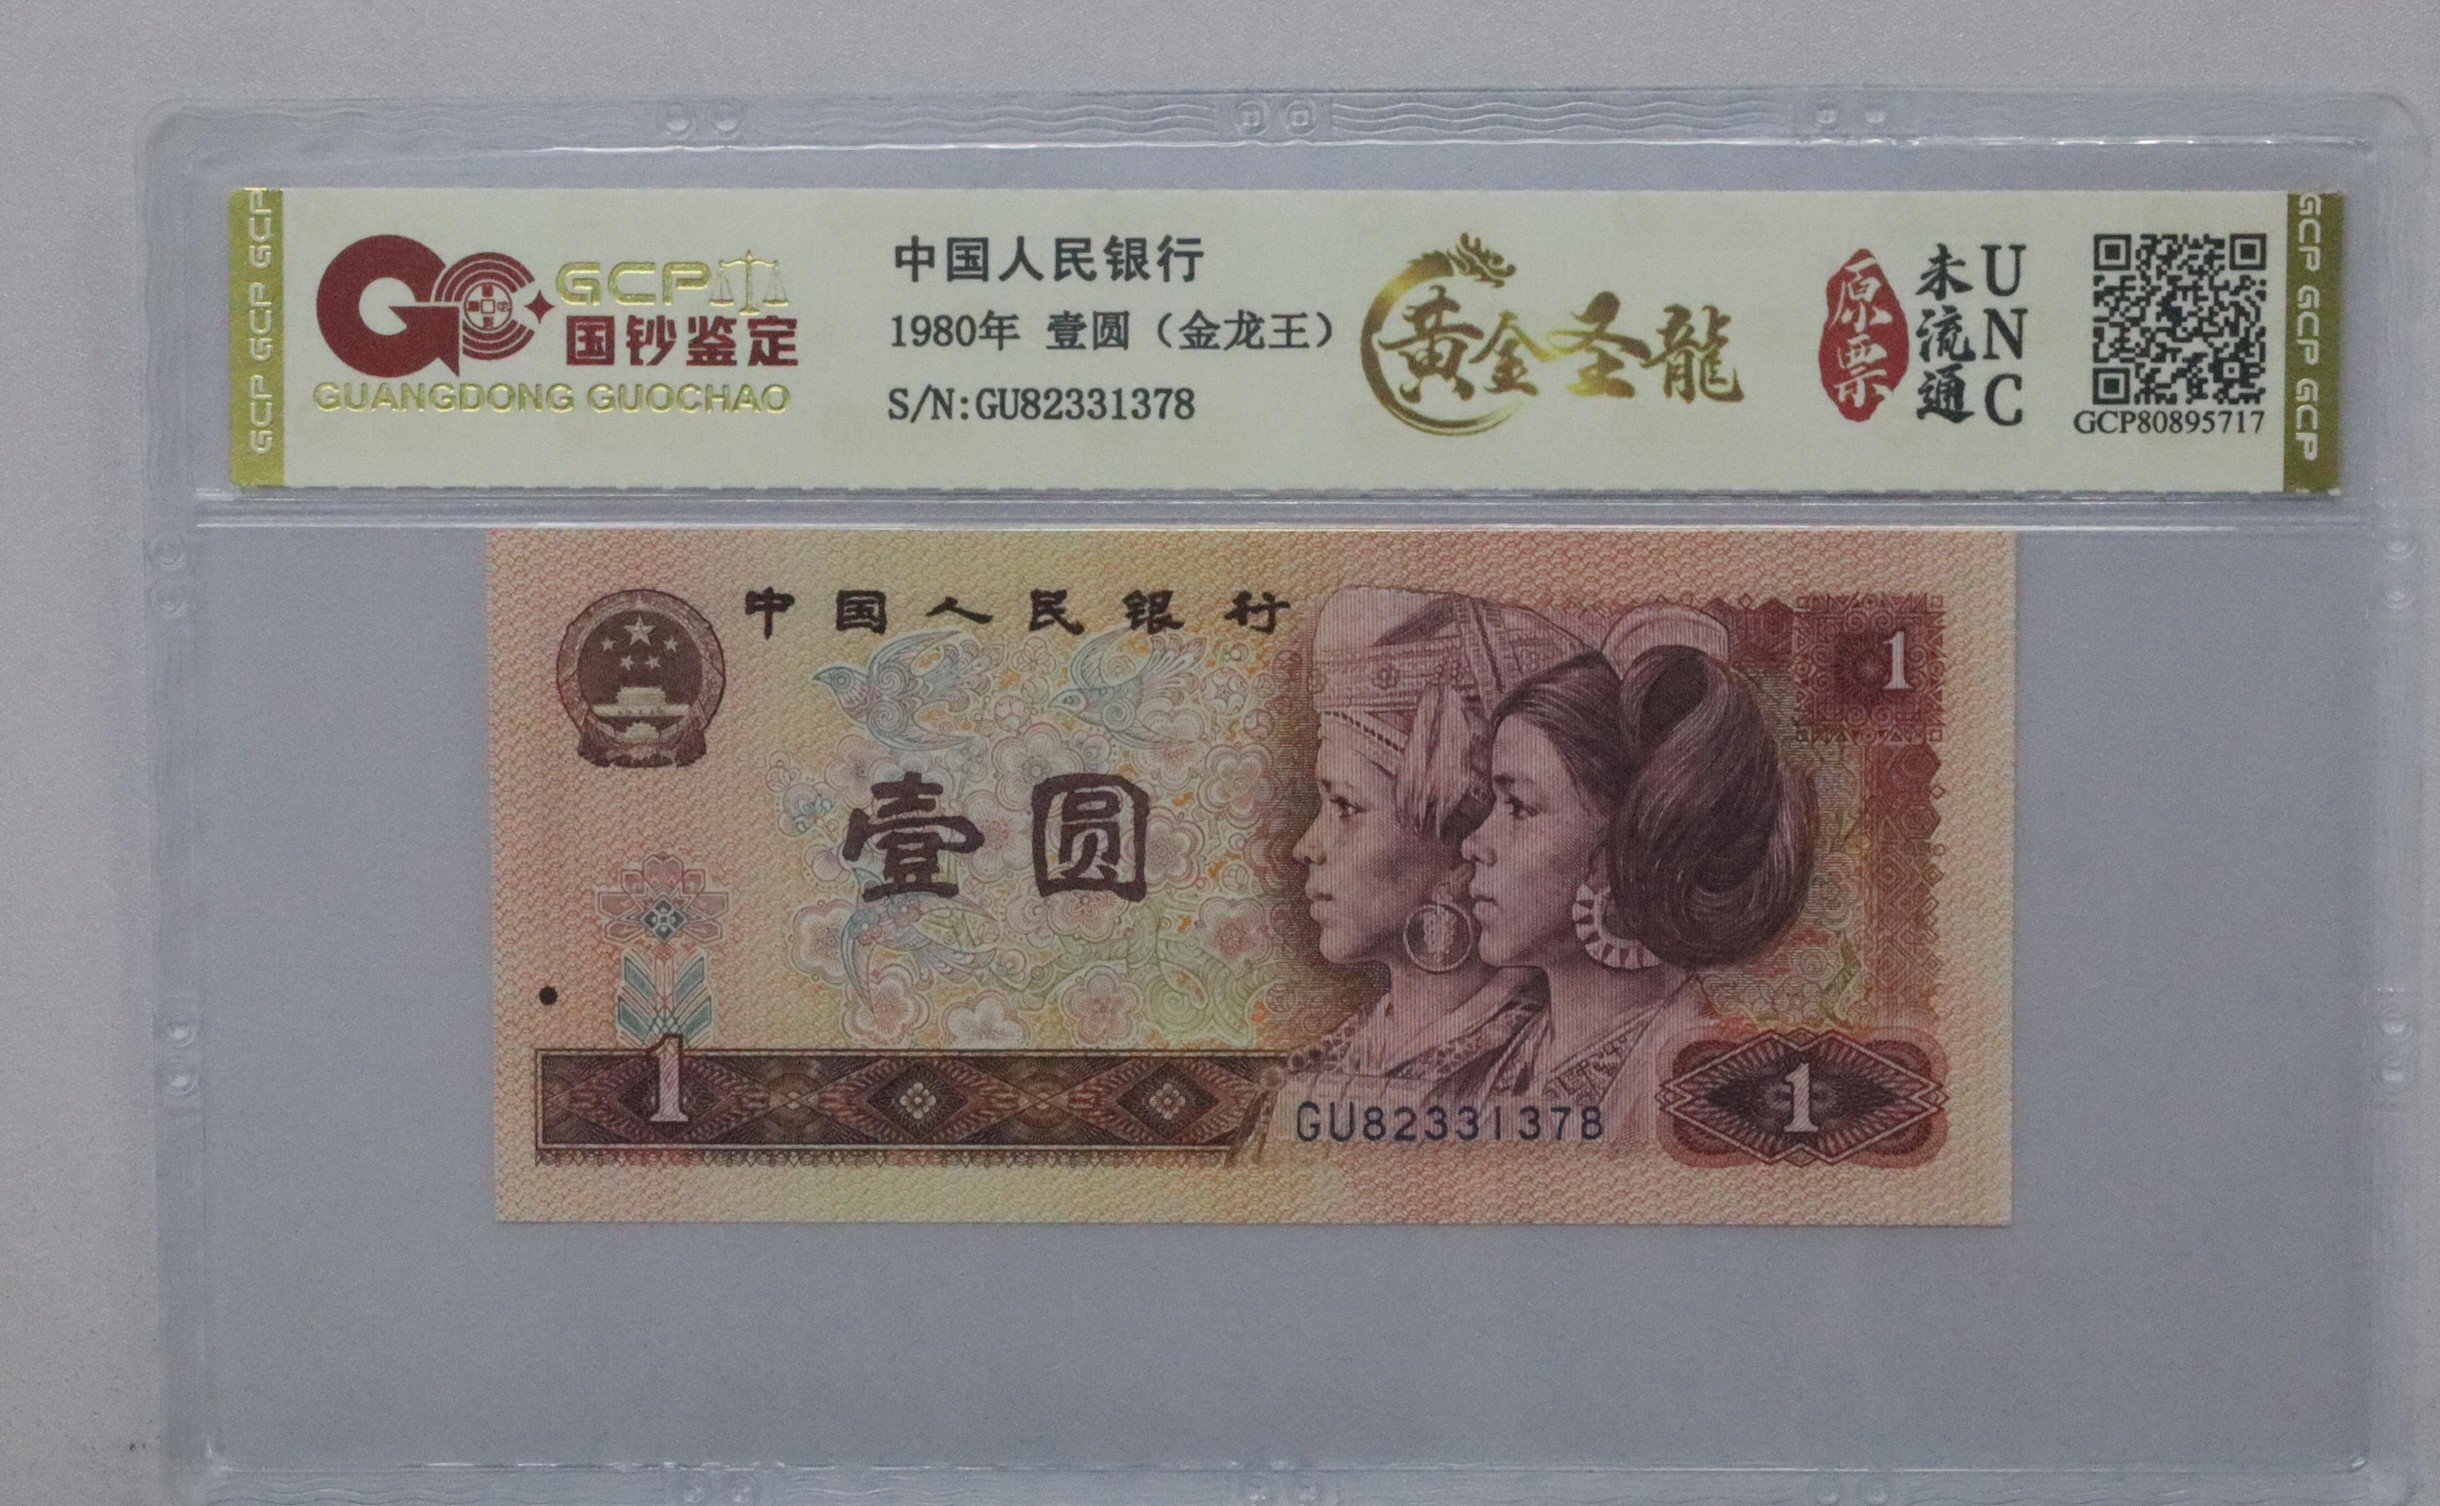 GCP GCP GCP
GCP
国钞鉴定
GUANGDONG GUOCHAO
中国人民银行
1980年 壹圆（金龙王）
S/N:GU82331378
黄金圣龍
原票
未流通
UNC
GCP80895717
GCP GCP GCP
中国人民银行
1
壹圆
1
GU82331378
1